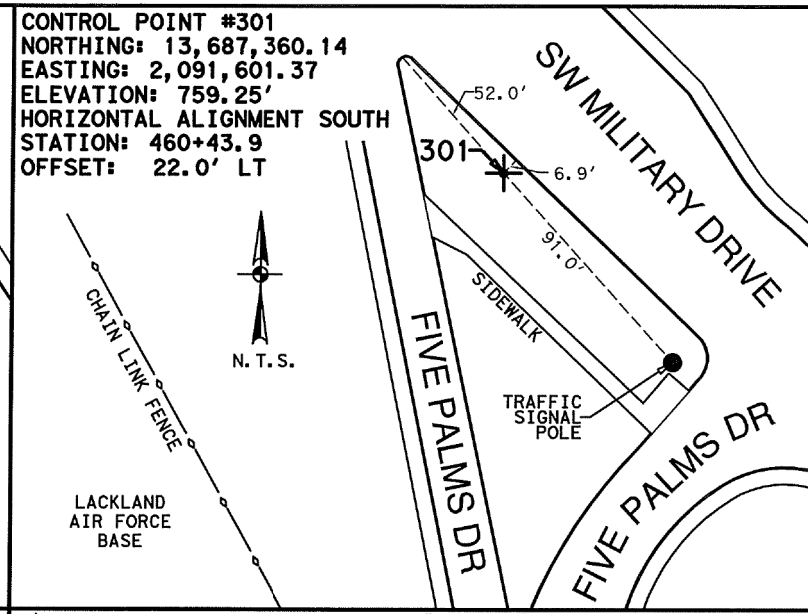 CONTROL POINT #301
NORTHING: 13,687,360.14
EASTING: 2,091,601.37
ELEVATION: 759.25'
HORIZONTAL ALIGNMENT SOUTH
STATION: 460+43.9
OFFSET: 22.0' LT
SW MILITARY DRIVE
52.0'
301
6.9'
91.0'
SIDEWALK
CHAIN LINK FENCE
N.T.S.
FIVE PALMS DR
TRAFFIC
SIGNAL
POLE
FIVE PALMS DR
LACKLAND
AIR FORCE
BASE